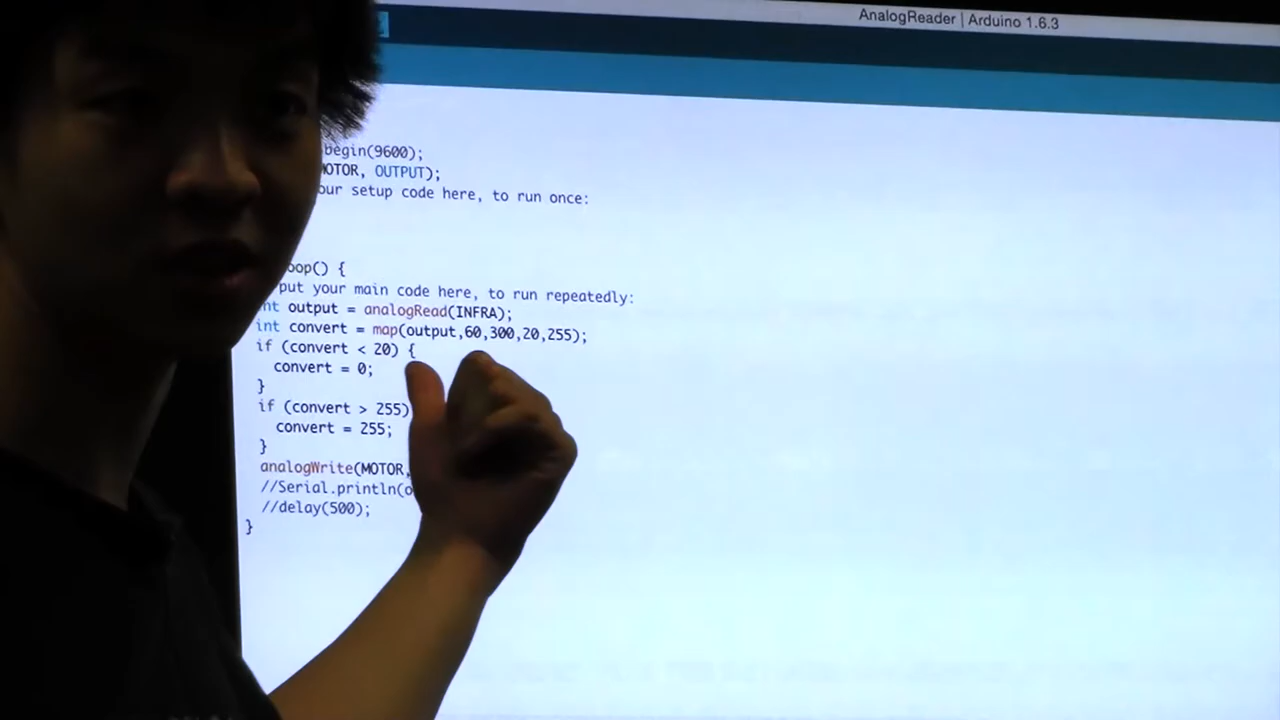 AnalogReader | Arduino 1.6.3
begin(9600);
OTOR, OUTPUT);
our setup code here, to run once:
oop() {
put your main code here, to run repeatedly:
nt output = analogRead(INFRA);
int convert = map(output,60,300,20,255);
if (convert < 20) {
convert = 0;
}
if (convert > 255)
convert = 255;
}
analogWrite(MOTOR,
//Serial.println(o
//delay(500);
}